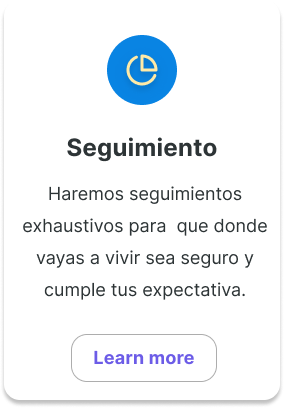 Seguimiento
Haremos seguimientos
exhaustivos para  que donde
vayas a vivir sea seguro y
cumple tus expectativa.
Learn more